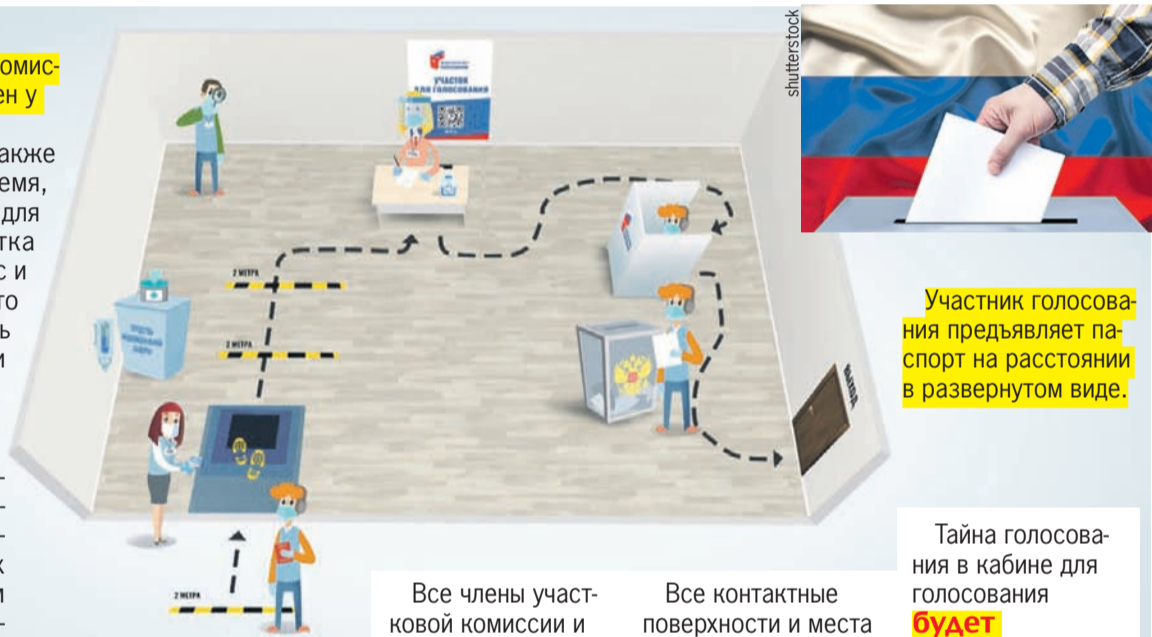 омис-
ен у
акже
емя,
для
тка
с и
то
ь
и
-
-
-
к
и
-
УЧАСТОК
ДЛЯ ГОЛОСОВАНИЯ
2 МЕТРА
2 МЕТРА
2 МЕТРА
ВЫХОД
shutterstock
Участник голосова-
ния предъявляет па-
спорт на расстоянии
в развернутом виде.
Все члены участ-
ковой комиссии и
Все контактные
поверхности и места
Тайна голосова-
ния в кабине для
голосования
будет